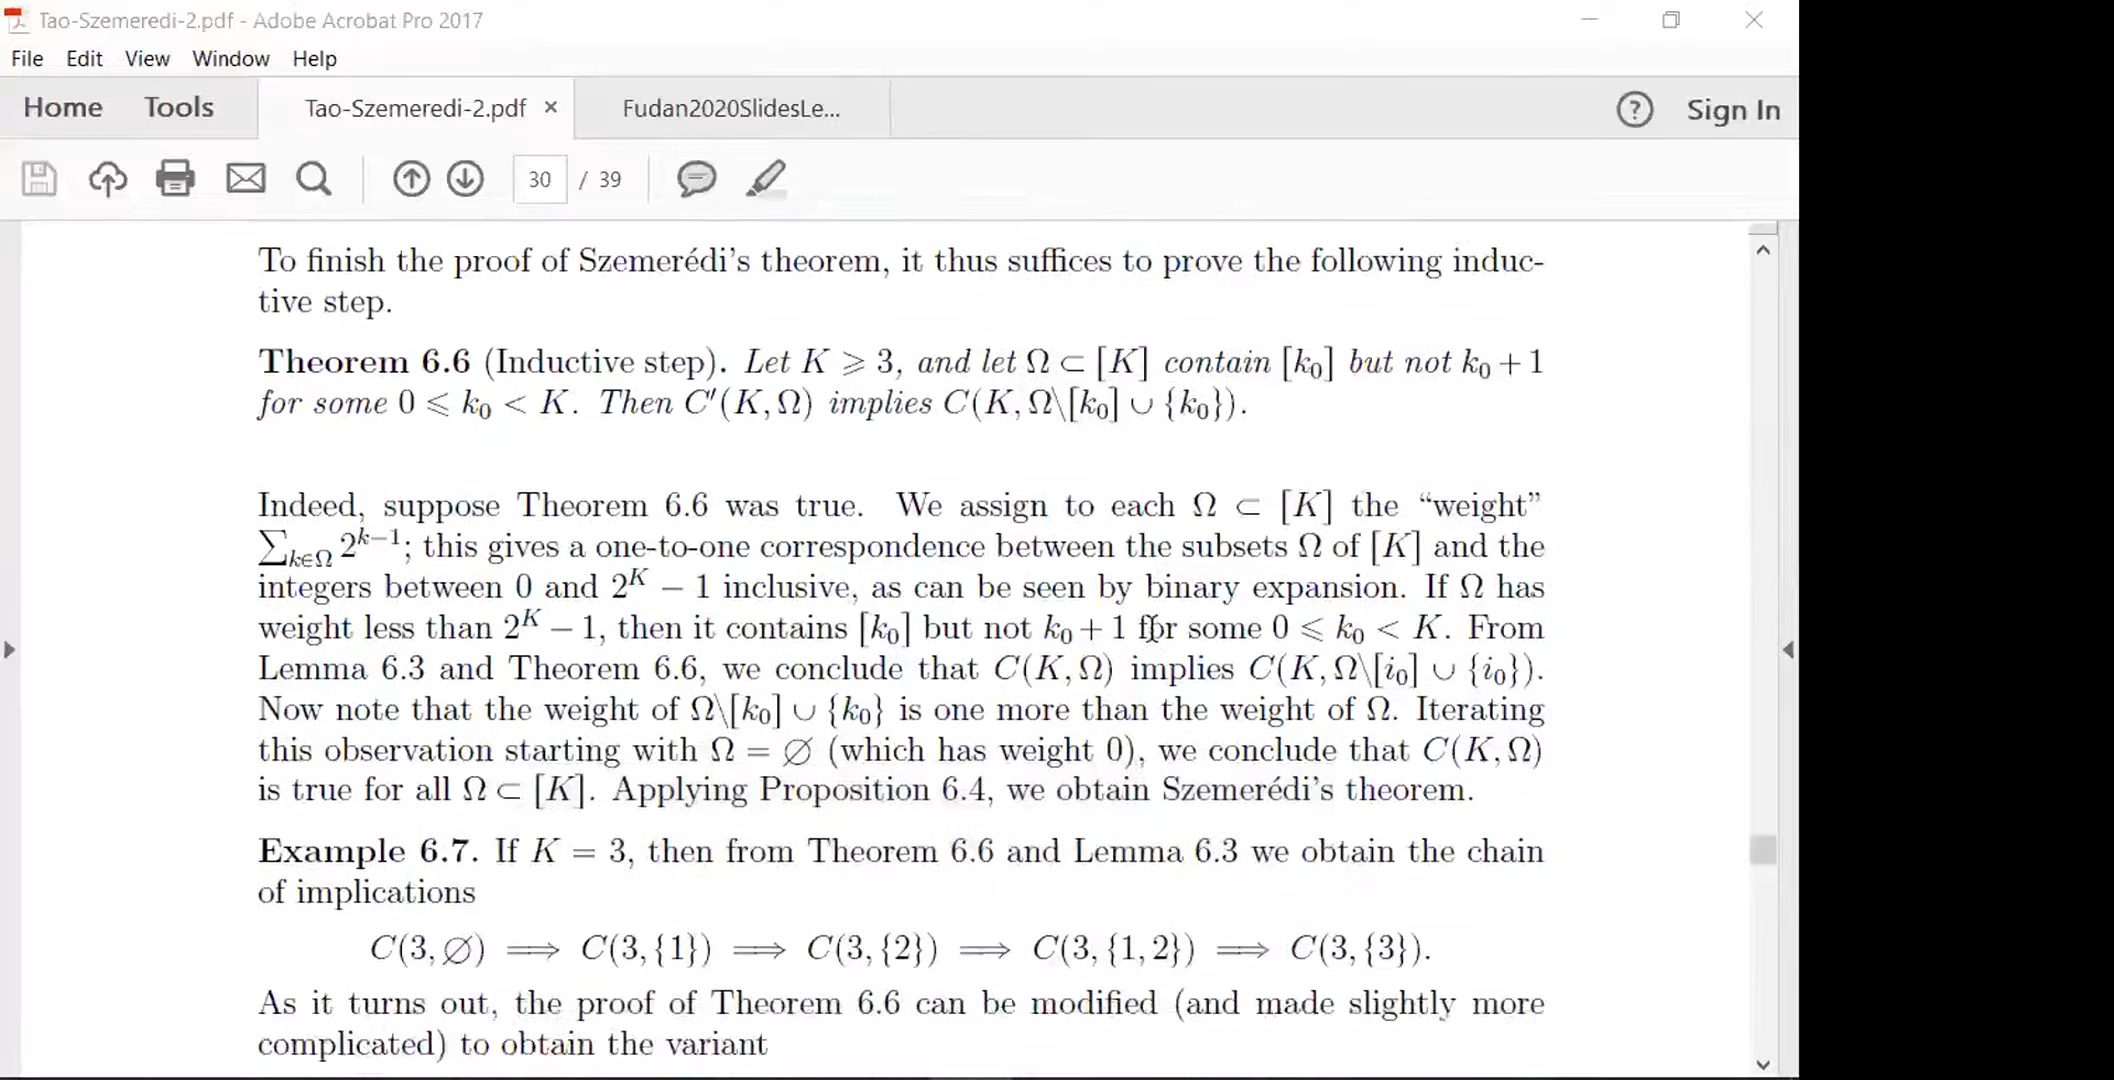 Tao-Szemeredi-2.pdf - Adobe Acrobat Pro 2017
File Edit View Window Help
Home Tools Tao-Szemeredi-2.pdf × Fudan2020SlidesLe... ? Sign In
30 / 39
To finish the proof of Szemerédi's theorem, it thus suffices to prove the following induc-
tive step.
Theorem 6.6 (Inductive step). Let K ⩾ 3, and let Ω ⊂ [K] contain [k₀] but not k₀ + 1
for some 0 ⩽ k₀ < K. Then C′(K, Ω) implies C(K, Ω\[k₀] ∪ {k₀}).
Indeed, suppose Theorem 6.6 was true. We assign to each Ω ⊂ [K] the “weight”
∑_{k∈Ω} 2^{k−1}; this gives a one-to-one correspondence between the subsets Ω of [K] and the
integers between 0 and 2^K − 1 inclusive, as can be seen by binary expansion. If Ω has
weight less than 2^K − 1, then it contains [k₀] but not k₀ + 1 for some 0 ⩽ k₀ < K. From
Lemma 6.3 and Theorem 6.6, we conclude that C(K, Ω) implies C(K, Ω\[i₀] ∪ {i₀}).
Now note that the weight of Ω\[k₀] ∪ {k₀} is one more than the weight of Ω. Iterating
this observation starting with Ω = ∅ (which has weight 0), we conclude that C(K, Ω)
is true for all Ω ⊂ [K]. Applying Proposition 6.4, we obtain Szemerédi's theorem.
Example 6.7. If K = 3, then from Theorem 6.6 and Lemma 6.3 we obtain the chain
of implications
C(3, ∅) ⟹ C(3, {1}) ⟹ C(3, {2}) ⟹ C(3, {1, 2}) ⟹ C(3, {3}).
As it turns out, the proof of Theorem 6.6 can be modified (and made slightly more
complicated) to obtain the variant